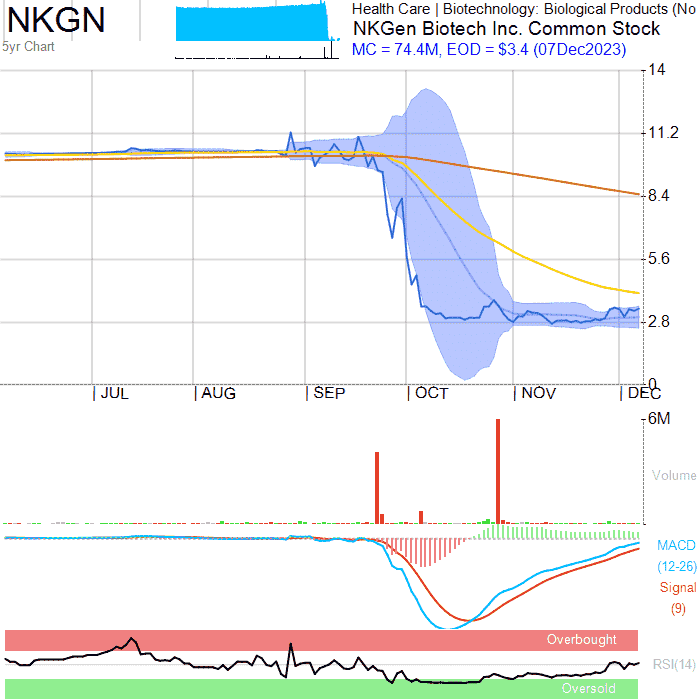 NKGN
Health Care | Biotechnology: Biological Products (No
NKGen Biotech Inc. Common Stock
5yr Chart
MC = 74.4M, EOD = $3.4 (07Dec2023)
14
11.2
8.4
5.6
2.8
0
JUL
AUG
SEP
OCT
NOV
DEC
6M
Volume
MACD
(12-26)
Signal
(9)
Overbought
RSI(14)
Oversold